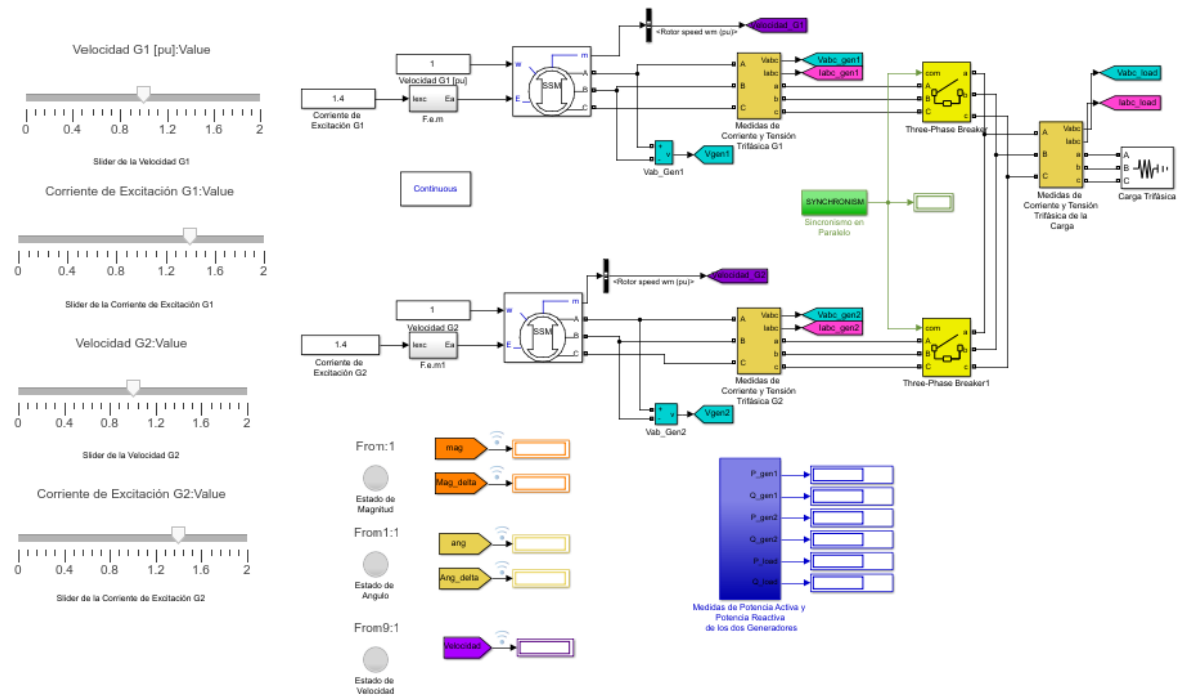 Velocidad G1 [pu]:Value
0 0.4 0.8 1.2 1.6 2
Slider de la Velocidad G1
Corriente de Excitación G1:Value
0 0.4 0.8 1.2 1.6 2
Slider de la Corriente de Excitación G1
Velocidad G2:Value
0 0.4 0.8 1.2 1.6 2
Slider de la Velocidad G2
Corriente de Excitación G2:Value
0 0.4 0.8 1.2 1.6 2
Slider de la Corriente de Excitación G2
1
Velocidad G1 [pu]
1.4
Corriente de
Excitación G1
Iexc Ea
F.e.m
w
E
SSM
m
A
B
C
<Rotor speed wm (pu)>
Velocidad_G1
Vab_Gen1
+
-
v
Vgen1
A
B
C
Vabc
Iabc
a
b
c
Medidas de
Corriente y Tensión
Trifásica G1
Vabc_gen1
Iabc_gen1
com
A
B
C
a
b
c
Three-Phase Breaker
Vabc_load
Iabc_load
A
B
C
Vabc
Iabc
a
b
c
Medidas de
Corriente y Tensión
Trifásica de la
Carga
A
B
C
Carga Trifásica
Continuous
SYNCHRONISM
Sincronismo en
Paralelo
1
Velocidad G2
1.4
Corriente de
Excitación G2
Iexc Ea
F.e.m1
w
E
SSM
m
A
B
C
<Rotor speed wm (pu)>
Velocidad_G2
Vab_Gen2
+
-
v
Vgen2
A
B
C
Vabc
Iabc
a
b
c
Medidas de
Corriente y Tensión
Trifásica G2
Vabc_gen2
Iabc_gen2
com
A
B
C
a
b
c
Three-Phase Breaker1
From:1
Estado de
Magnitud
mag
Mag_delta
From1:1
Estado de
Angulo
ang
Ang_delta
From9:1
Estado de
Velocidad
Velocidad
P_gen1
Q_gen1
P_gen2
Q_gen2
P_load
Q_load
Medidas de Potencia Activa y
Potencia Reactiva
de los dos Generadores